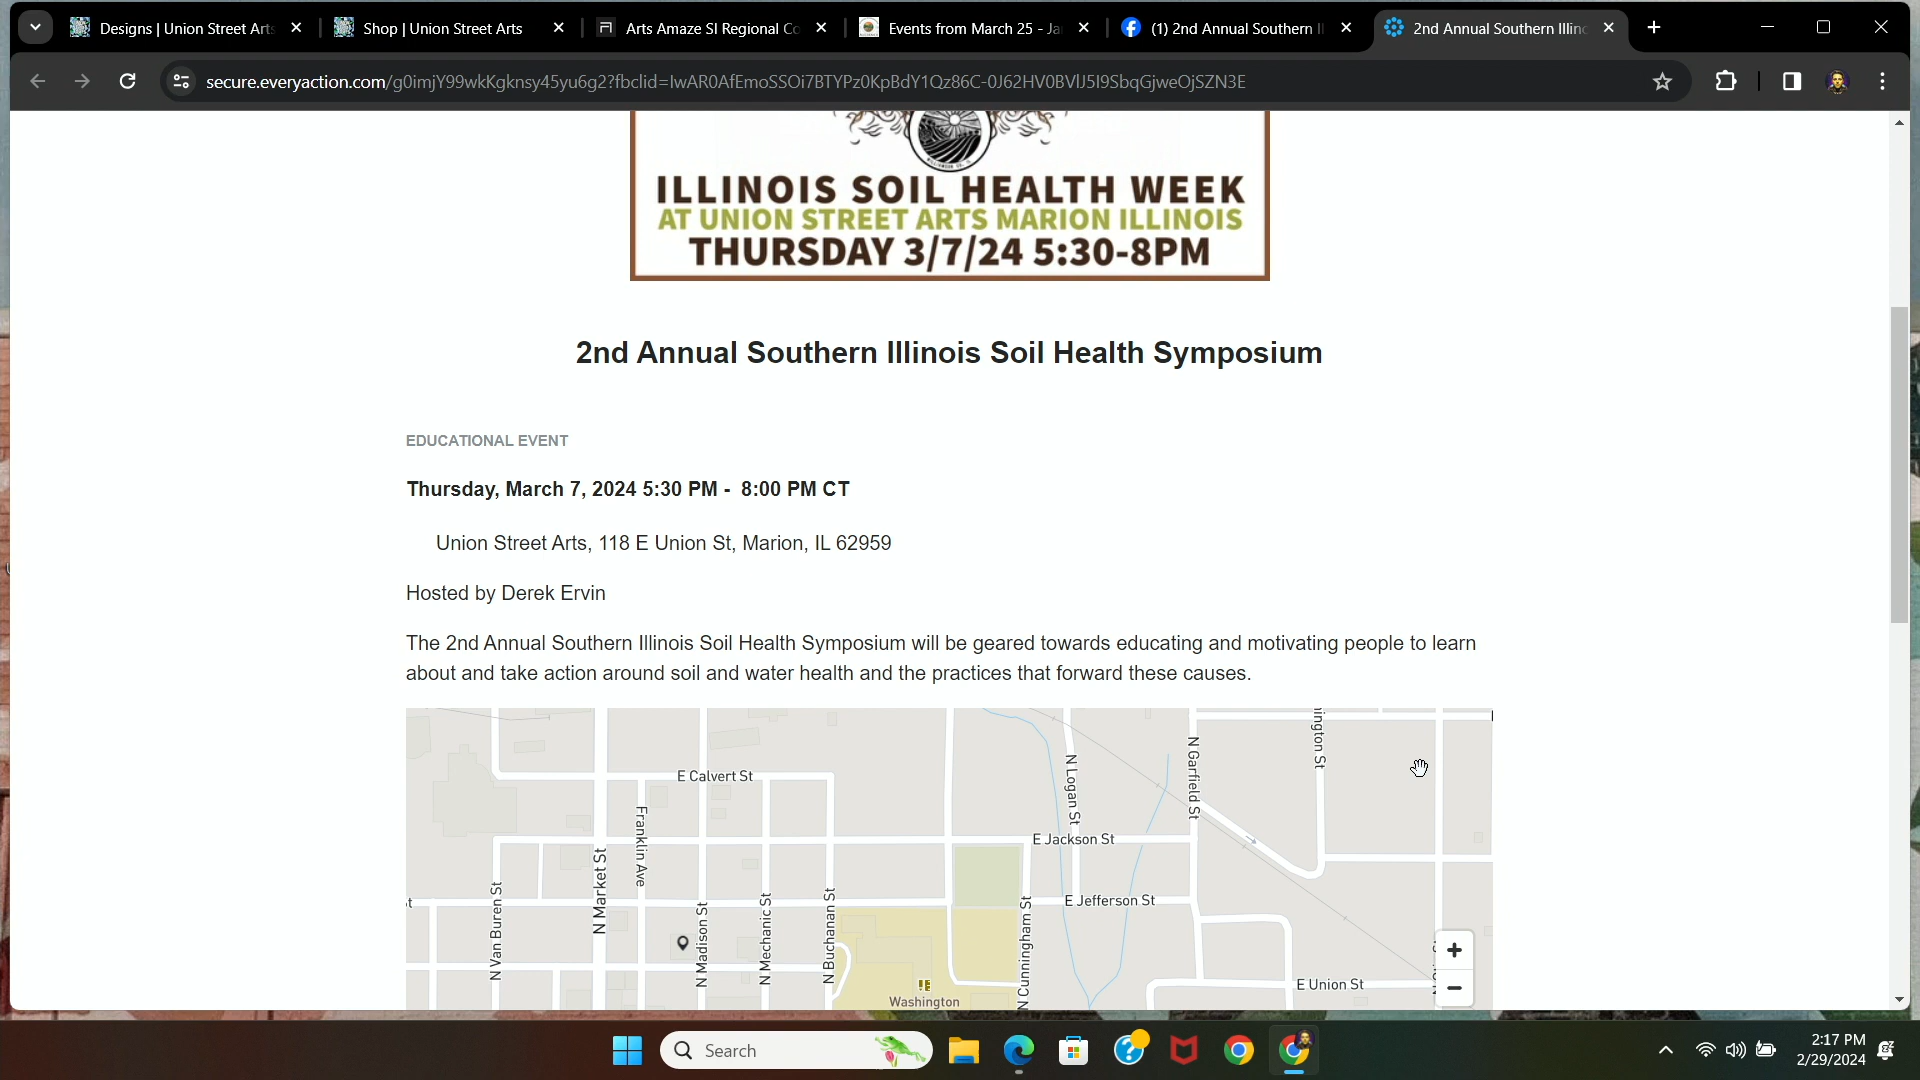 Designs | Union Street Arts
Shop | Union Street Arts
Arts Amaze SI Regional Co
Events from March 25 - Ja
(1) 2nd Annual Southern Il
2nd Annual Southern Illino
secure.everyaction.com/g0imjY99wkKgknsy45yu6g2?fbclid=IwAR0AfEmoSSOi7BTYPz0KpBdY1Qz86C-0J62HV0BVlJ5I9SbqGjweOjSZN3E
ILLINOIS SOIL HEALTH WEEK
AT UNION STREET ARTS MARION ILLINOIS
THURSDAY 3/7/24 5:30-8PM
2nd Annual Southern Illinois Soil Health Symposium
EDUCATIONAL EVENT
Thursday, March 7, 2024 5:30 PM - 8:00 PM CT
Union Street Arts, 118 E Union St, Marion, IL 62959
Hosted by Derek Ervin
The 2nd Annual Southern Illinois Soil Health Symposium will be geared towards educating and motivating people to learn
about and take action around soil and water health and the practices that forward these causes.
ington St
N Garfield St
N Logan St
E Calvert St
Franklin Ave
E Jackson St
N Market St
E Jefferson St
st
N Van Buren St
N Madison St
N Mechanic St
N Buchanan St
N Cunningham St
E Union St
Washington
+
−
Search
2:17 PM
2/29/2024